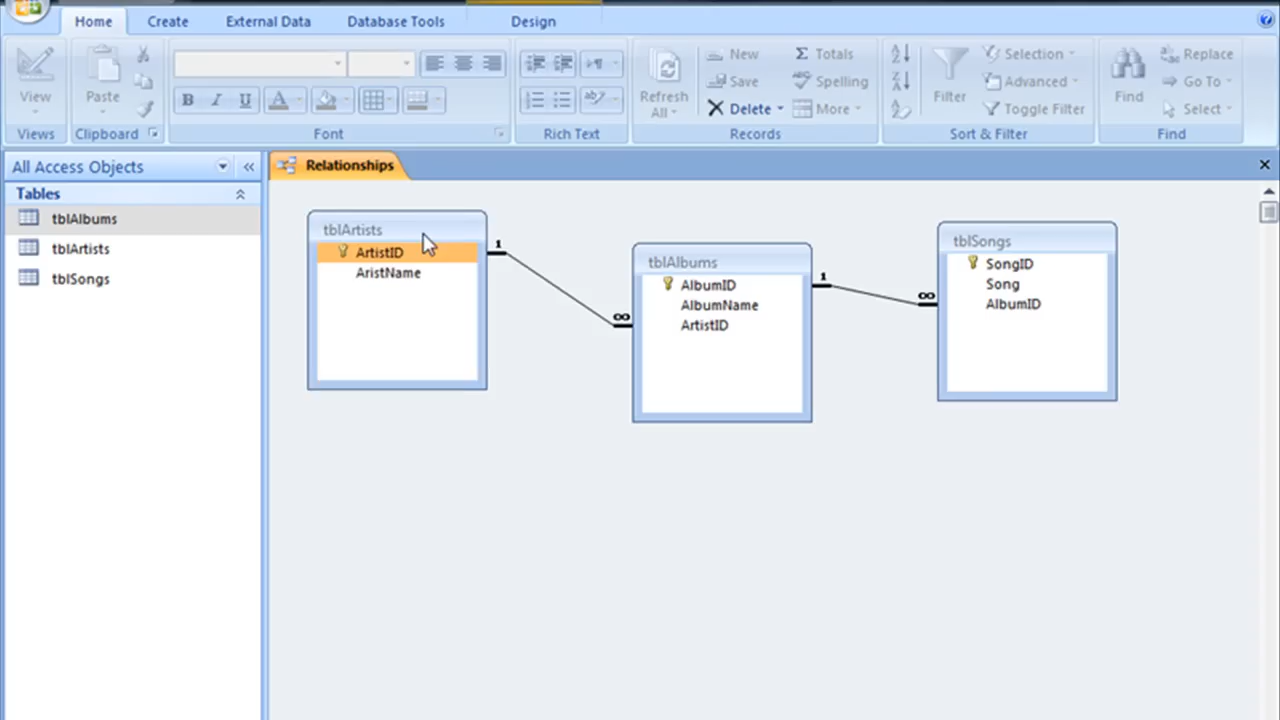 Home Create External Data Database Tools Design
View
Views
Paste
Clipboard
B I U A
Font
Rich Text
Refresh All
New
Save
Delete
Σ Totals
Spelling
More
Records
Filter
Selection
Advanced
Toggle Filter
Sort & Filter
Find
Replace
Go To
Select
Find
All Access Objects
Tables
tblAlbums
tblArtists
tblSongs
Relationships
tblArtists
ArtistID
AristName
1
∞
tblAlbums
AlbumID
AlbumName
ArtistID
1
∞
tblSongs
SongID
Song
AlbumID